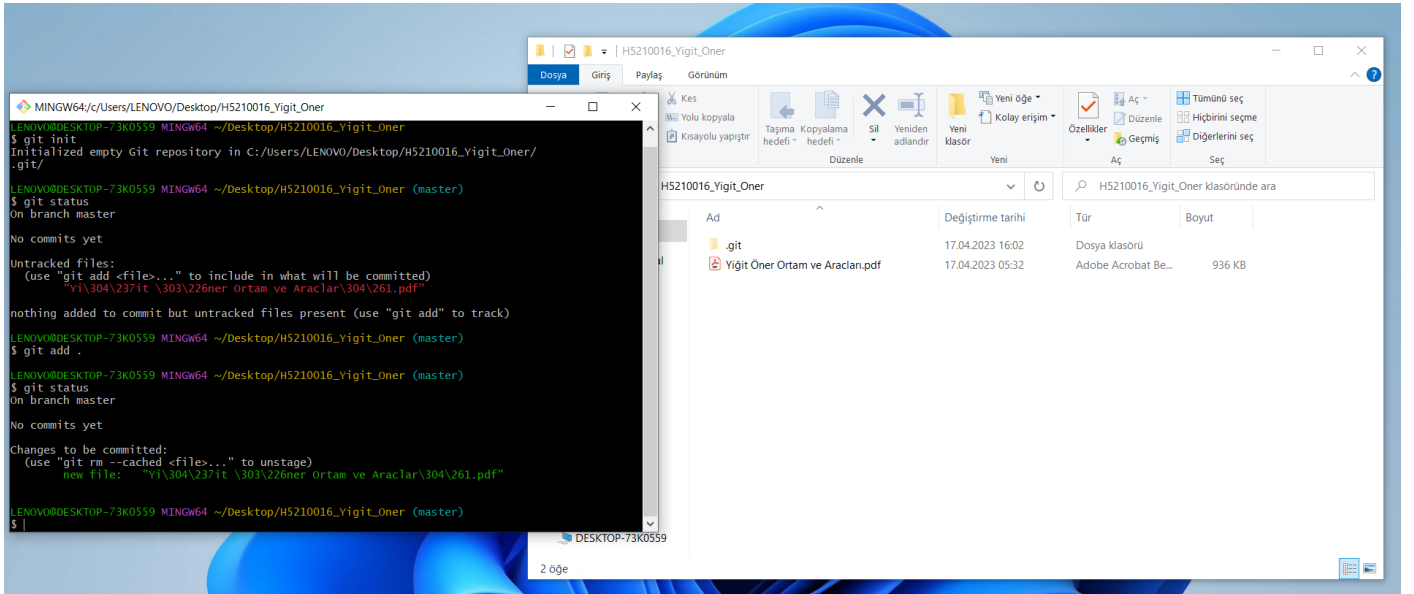 MINGW64:/c/Users/LENOVO/Desktop/H5210016_Yigit_Oner
LENOVO@DESKTOP-73K0559 MINGW64 ~/Desktop/H5210016_Yigit_Oner
$ git init
Initialized empty Git repository in C:/Users/LENOVO/Desktop/H5210016_Yigit_Oner/
.git/
LENOVO@DESKTOP-73K0559 MINGW64 ~/Desktop/H5210016_Yigit_Oner (master)
$ git status
On branch master
No commits yet
Untracked files:
(use "git add <file>..." to include in what will be committed)
"Yi\304\237it \303\226ner Ortam ve Araclar\304\261.pdf"
nothing added to commit but untracked files present (use "git add" to track)
LENOVO@DESKTOP-73K0559 MINGW64 ~/Desktop/H5210016_Yigit_Oner (master)
$ git add .
LENOVO@DESKTOP-73K0559 MINGW64 ~/Desktop/H5210016_Yigit_Oner (master)
$ git status
On branch master
No commits yet
Changes to be committed:
(use "git rm --cached <file>..." to unstage)
new file:   "Yi\304\237it \303\226ner Ortam ve Araclar\304\261.pdf"
LENOVO@DESKTOP-73K0559 MINGW64 ~/Desktop/H5210016_Yigit_Oner (master)
$
H5210016_Yigit_Oner
Dosya Giriş Paylaş Görünüm
Kes
Yolu kopyala
Kısayolu yapıştır
Taşıma hedefi
Kopyalama hedefi
Sil
Yeniden adlandır
Düzenle
Yeni klasör
Yeni öğe
Kolay erişim
Yeni
Özellikler
Aç
Düzenle
Geçmiş
Aç
Tümünü seç
Hiçbirini seçme
Diğerlerini seç
Seç
H5210016_Yigit_Oner
H5210016_Yigit_Oner klasöründe ara
Ad Değiştirme tarihi Tür Boyut
.git 17.04.2023 16:02 Dosya klasörü
Yiğit Öner Ortam ve Aracları.pdf 17.04.2023 05:32 Adobe Acrobat Be... 936 KB
DESKTOP-73K0559
2 öğe